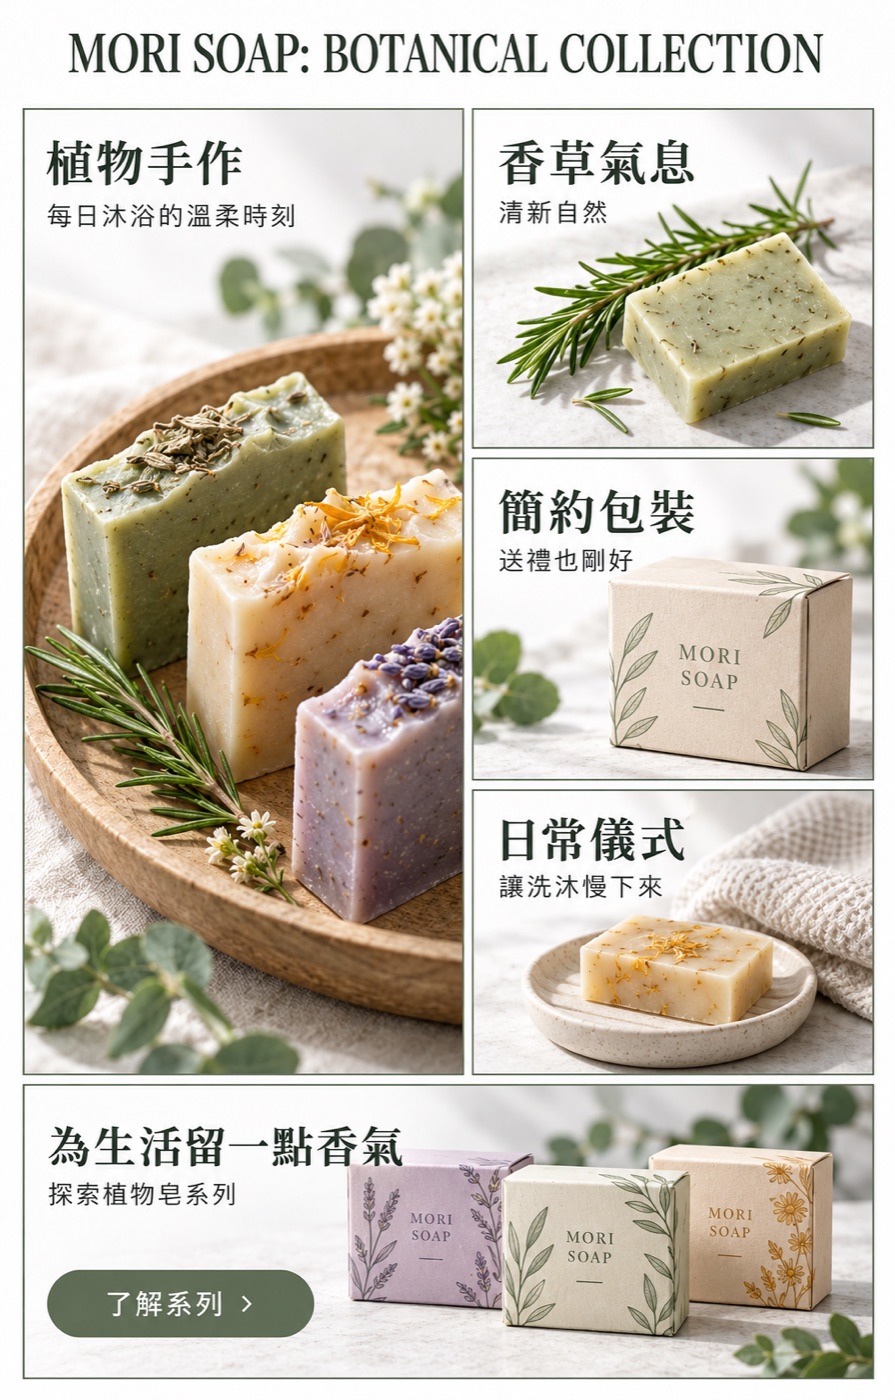 MORI SOAP: BOTANICAL COLLECTION
植物手作
每日沐浴的溫柔時刻
香草氣息
清新自然
簡約包裝
送禮也剛好
MORI
SOAP
日常儀式
讓洗沐慢下來
為生活留一點香氣
探索植物皂系列
了解系列 >
MORI
SOAP
MORI
SOAP
MORI
SOAP